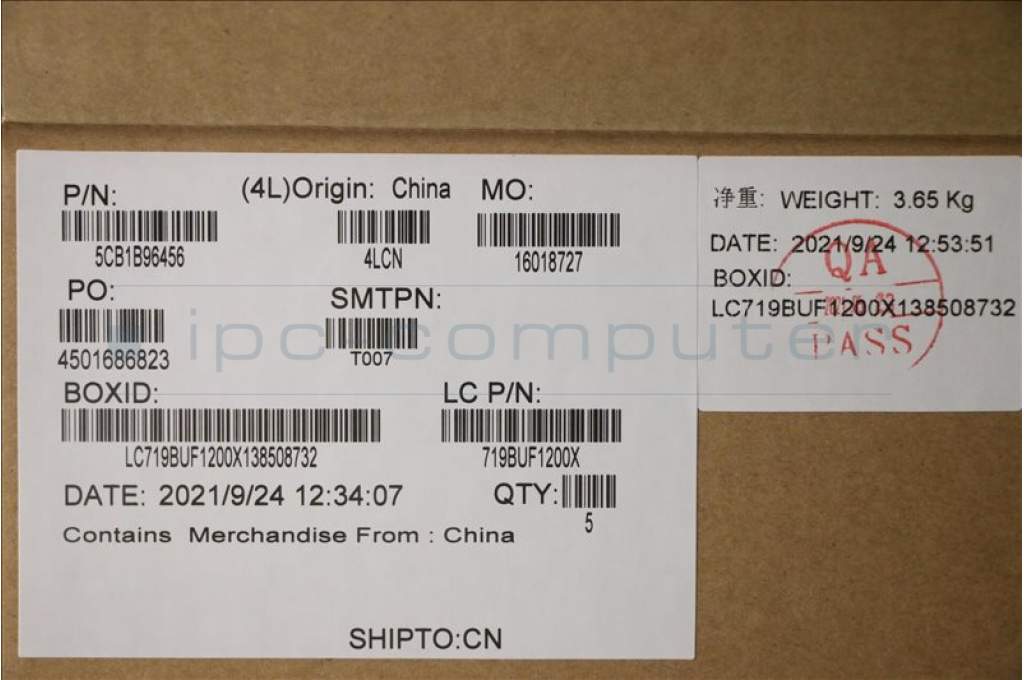 P/N: (4L)Origin: China MO:
5CB1B96456 4LCN 16018727
PO: SMTPN:
4501686823 T007
BOXID: LC P/N:
LC719BUF1200X138508732 719BUF1200X
DATE: 2021/9/24 12:34:07 QTY:
5
Contains Merchandise From : China
SHIPTO:CN
净重: WEIGHT: 3.65 Kg
DATE: 2021/9/24 12:53:51
BOXID:
LC719BUF1200X138508732
QA
PASS
ipc computer